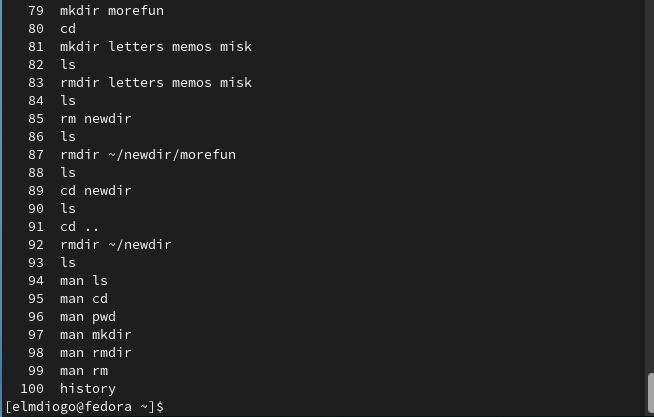 79 mkdir morefun
80 cd
81 mkdir letters memos misk
82 ls
83 rmdir letters memos misk
84 ls
85 rm newdir
86 ls
87 rmdir ~/newdir/morefun
88 ls
89 cd newdir
90 ls
91 cd ..
92 rmdir ~/newdir
93 ls
94 man ls
95 man cd
96 man pwd
97 man mkdir
98 man rmdir
99 man rm
100 history
[elmdiogo@fedora ~]$